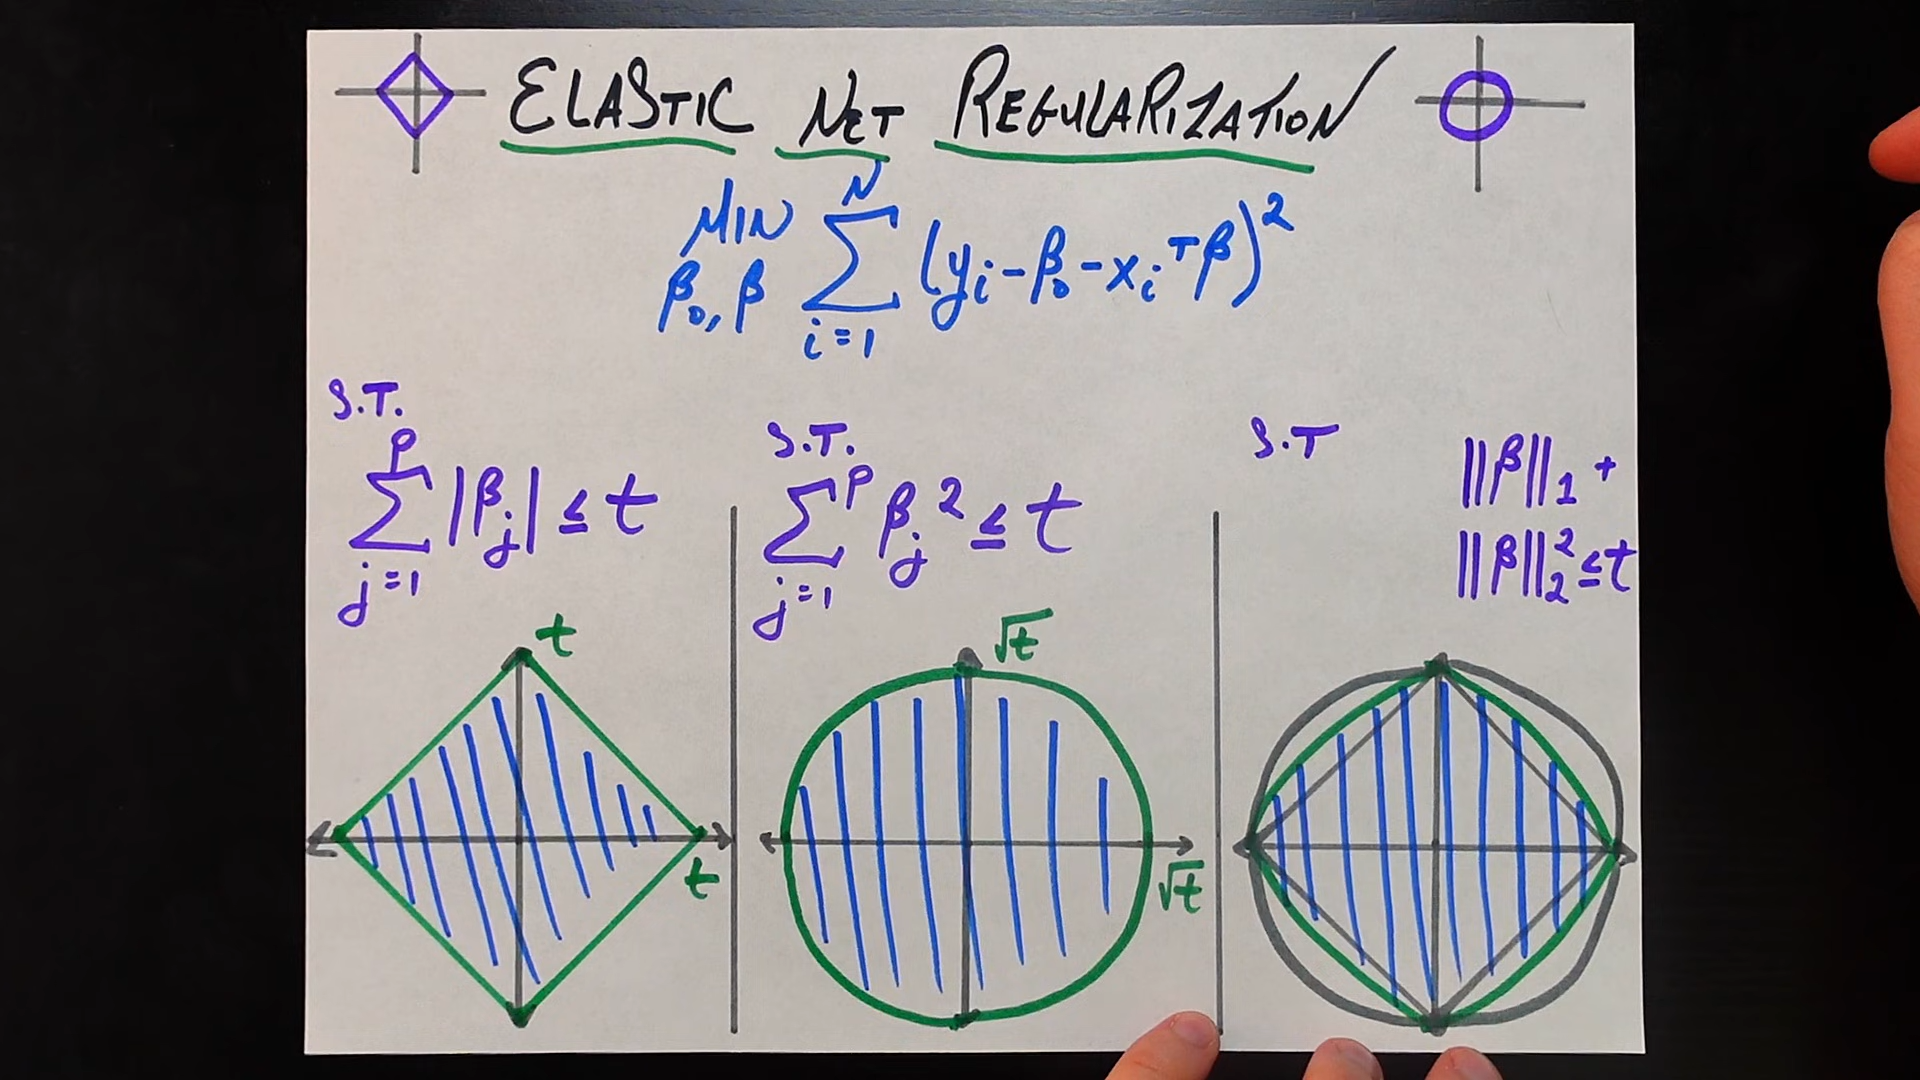 ELASTIC NET REGULARIZATION
MIN β₀, β N ∑ i=1 (yᵢ - β₀ - xᵢᵀβ)²
S.T.
p ∑ j=1 |βⱼ| ≤ t
t
t
S.T.
p ∑ j=1 βⱼ² ≤ t
√t
√t
S.T
||β||₁ +
||β||₂² ≤ t